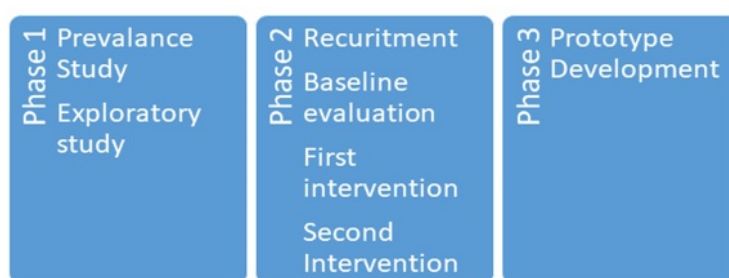 Phase 1
Prevalance
Study
Exploratory
study
Phase 2
Recuritment
Baseline
evaluation
First
intervention
Second
Intervention
Phase 3
Prototype
Development